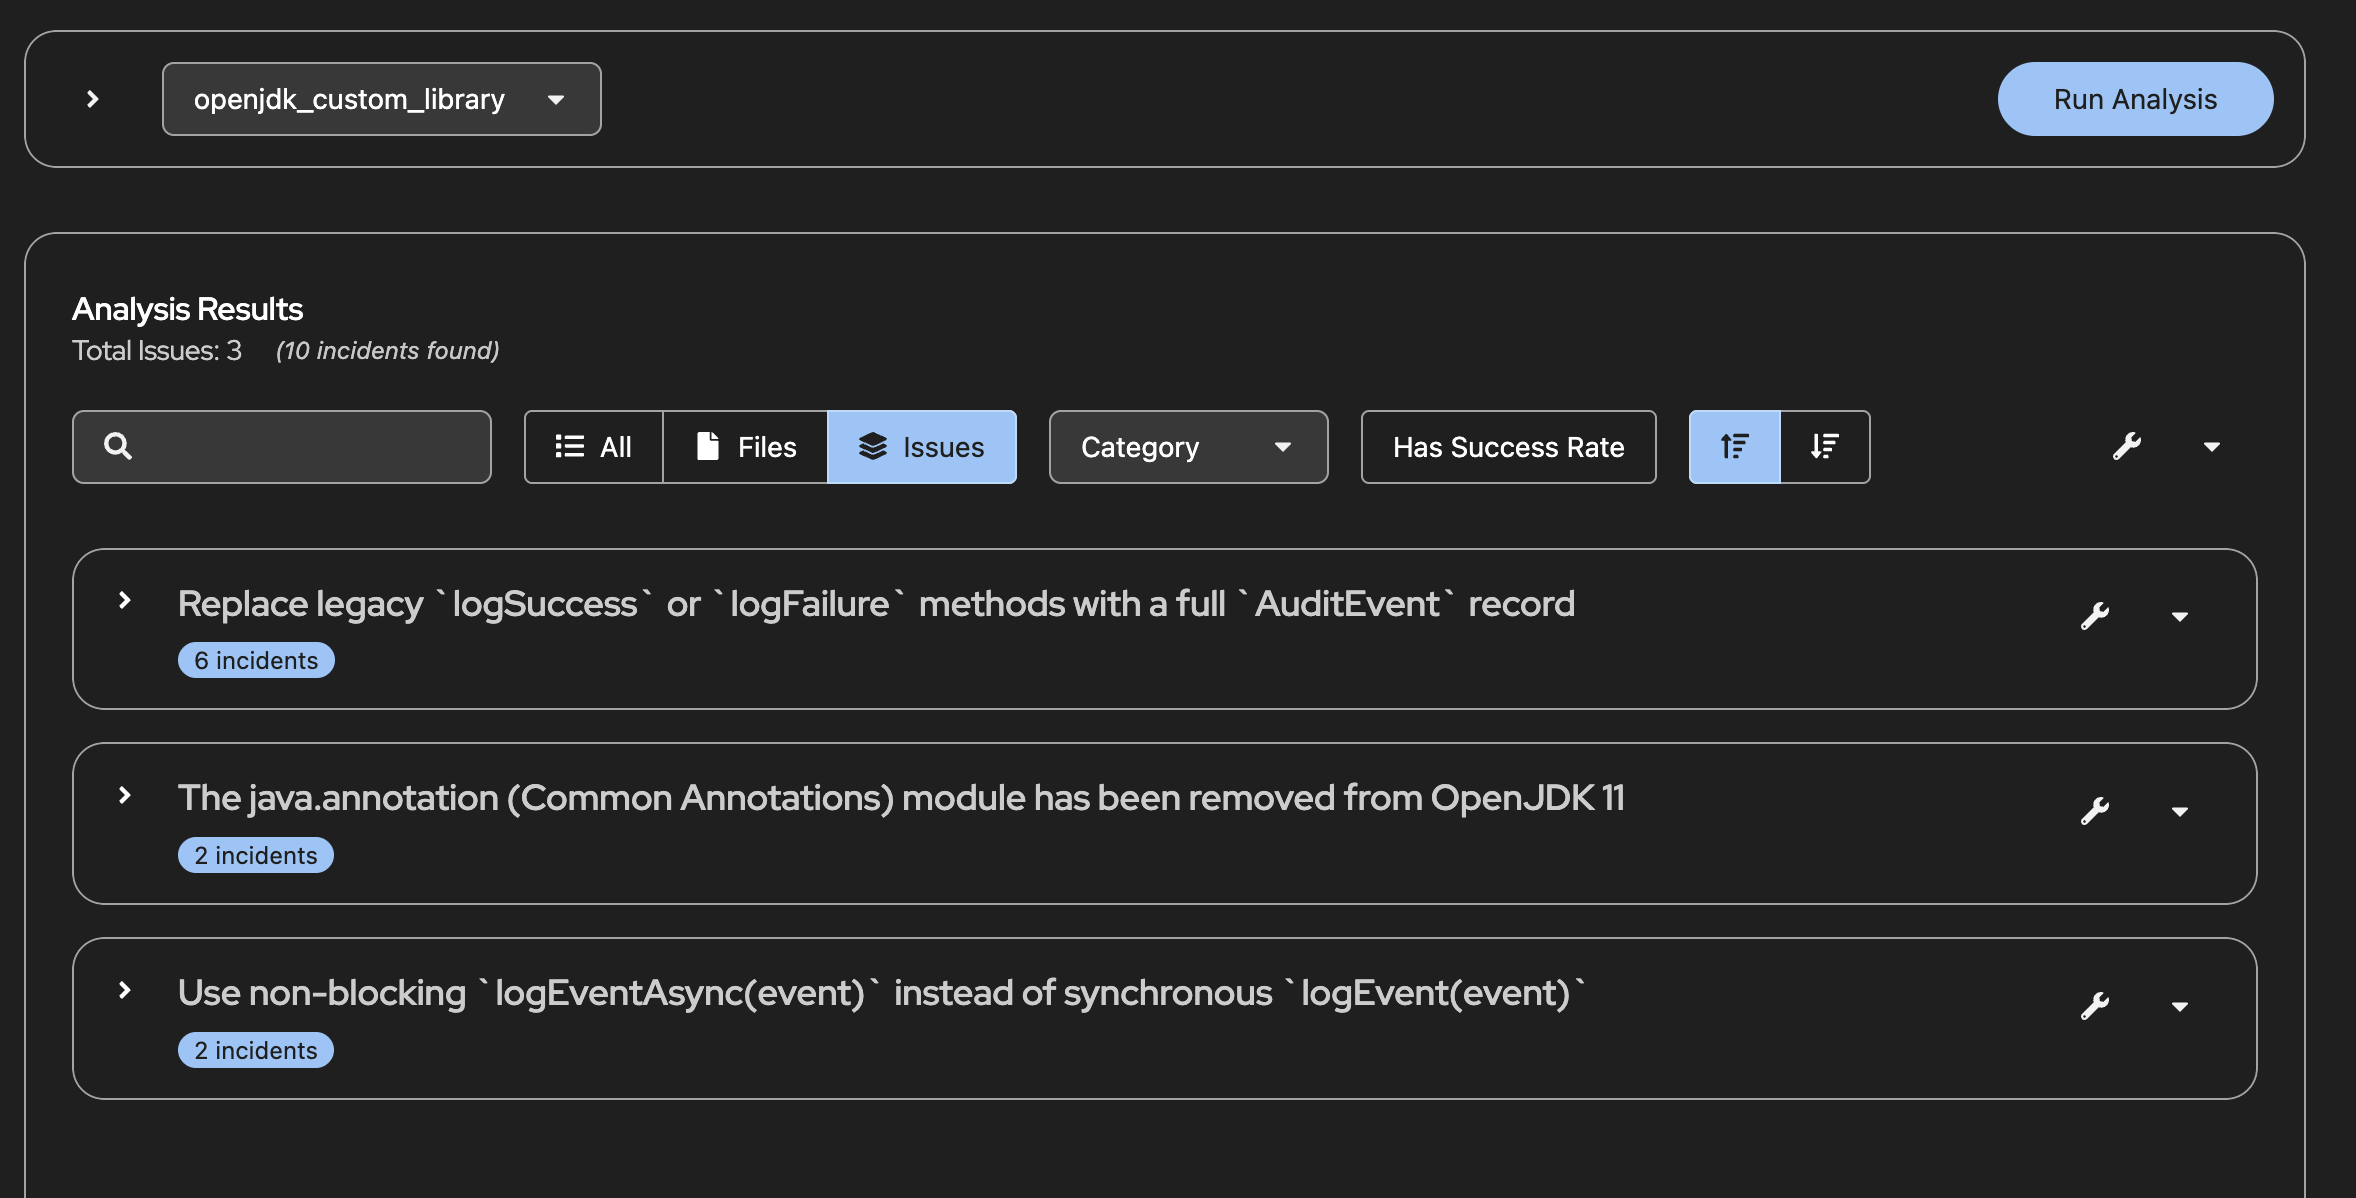 openjdk_custom_library
Run Analysis
Analysis Results
Total Issues: 3 (10 incidents found)
All Files Issues Category Has Success Rate
Replace legacy `logSuccess` or `logFailure` methods with a full `AuditEvent` record
6 incidents
The java.annotation (Common Annotations) module has been removed from OpenJDK 11
2 incidents
Use non-blocking `logEventAsync(event)` instead of synchronous `logEvent(event)`
2 incidents